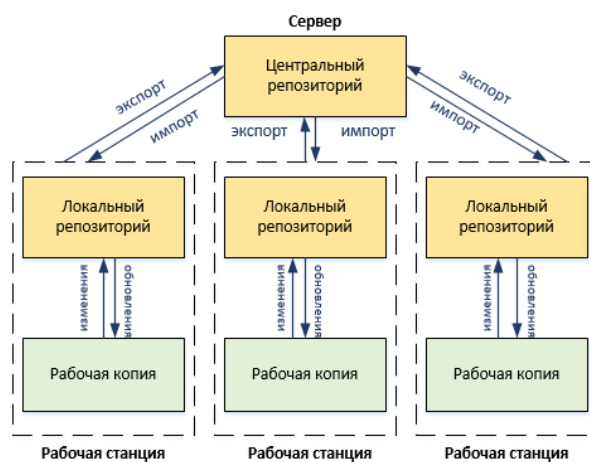 Сервер
Центральный
репозиторий
экспорт
импорт
экспорт
импорт
экспорт
импорт
Локальный
репозиторий
Локальный
репозиторий
Локальный
репозиторий
изменения
обновления
изменения
обновления
изменения
обновления
Рабочая копия
Рабочая копия
Рабочая копия
Рабочая станция
Рабочая станция
Рабочая станция